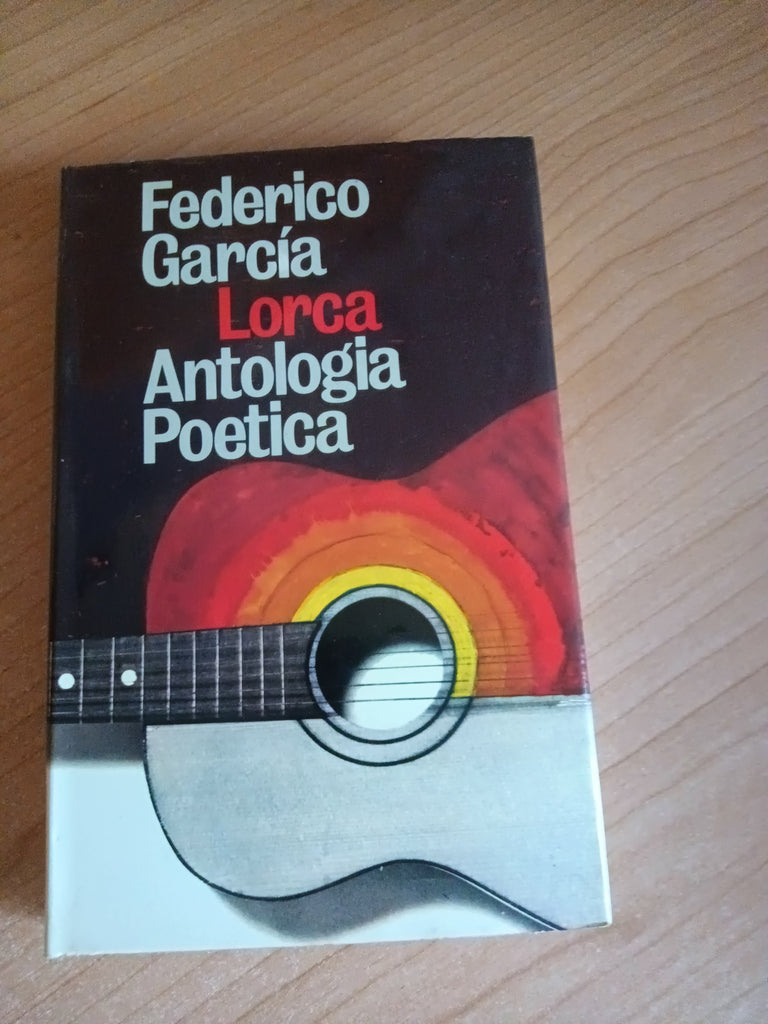 Federico
García
Lorca
Antologia
Poetica